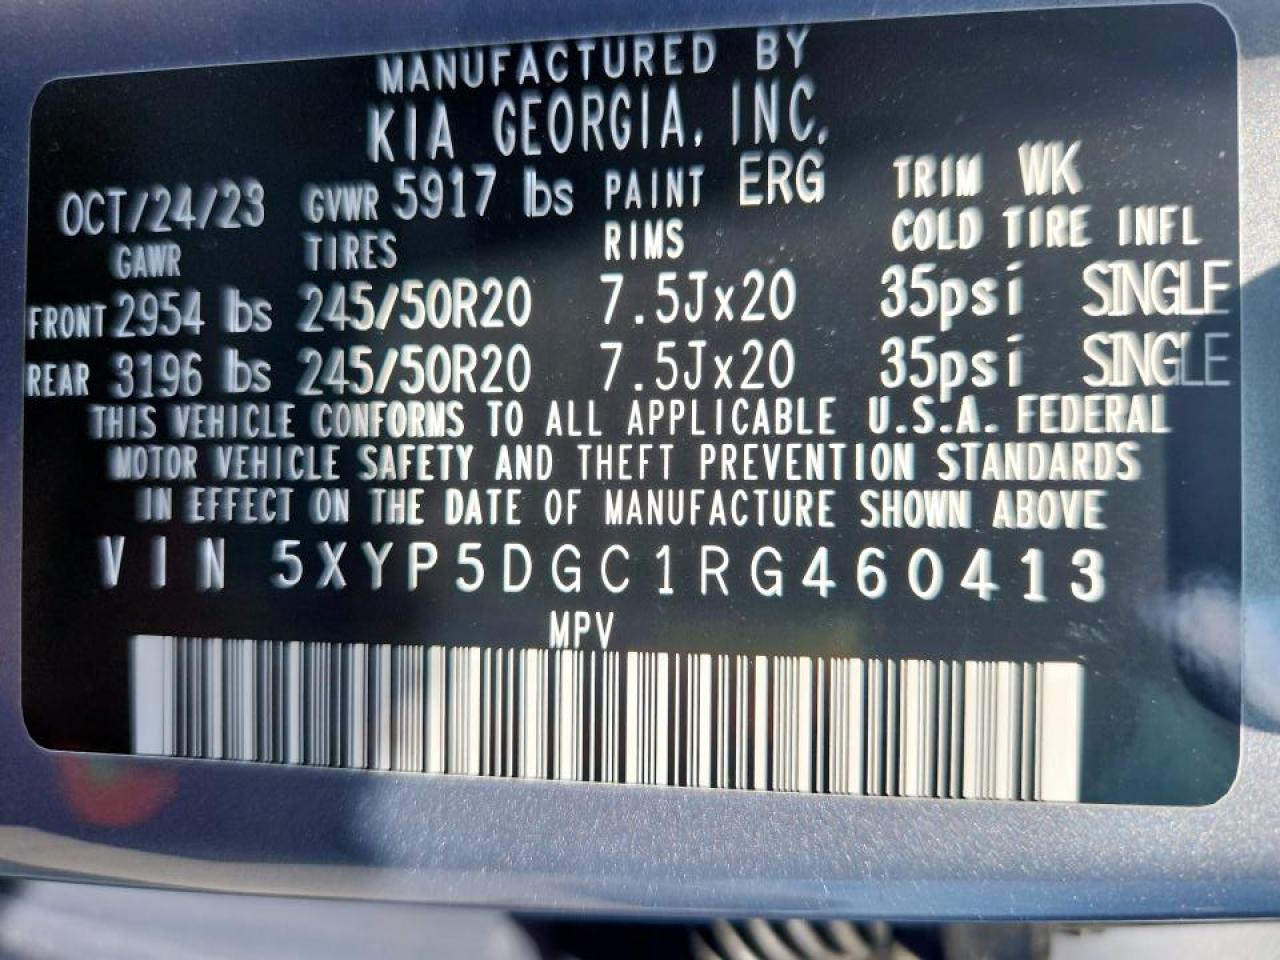 MANUFACTURED BY
KIA GEORGIA, INC.
OCT/24/23 GVWR 5917 lbs PAINT ERG TRIM WK
GAWR TIRES RIMS COLD TIRE INFL
FRONT 2954 lbs 245/50R20 7.5Jx20 35psi SINGLE
REAR 3196 lbs 245/50R20 7.5Jx20 35psi SINGLE
THIS VEHICLE CONFORMS TO ALL APPLICABLE U.S.A. FEDERAL
MOTOR VEHICLE SAFETY AND THEFT PREVENTION STANDARDS
IN EFFECT ON THE DATE OF MANUFACTURE SHOWN ABOVE
VIN 5XYP5DGC1RG460413
MPV